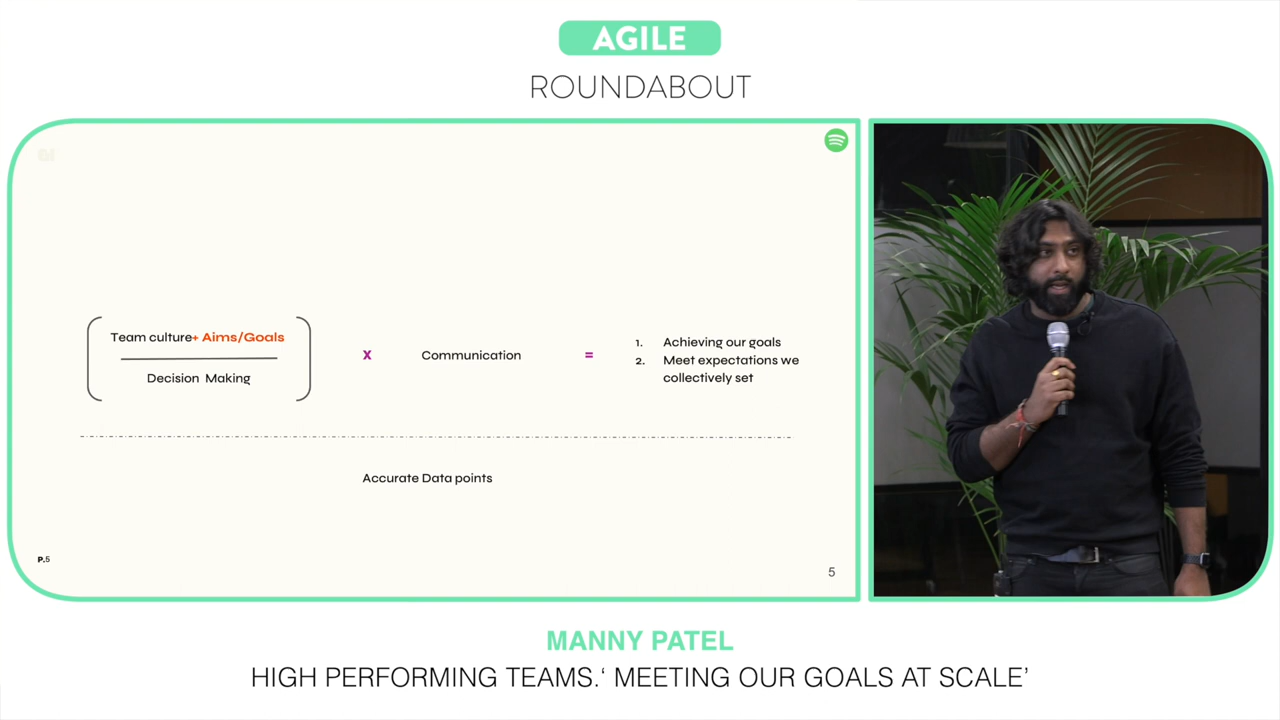 AGILE
ROUNDABOUT
Team culture+ Aims/Goals
Decision Making
x
Communication
=
1. Achieving our goals
2. Meet expectations we
collectively set
Accurate Data points
P.5
5
MANNY PATEL
HIGH PERFORMING TEAMS.‘ MEETING OUR GOALS AT SCALE’